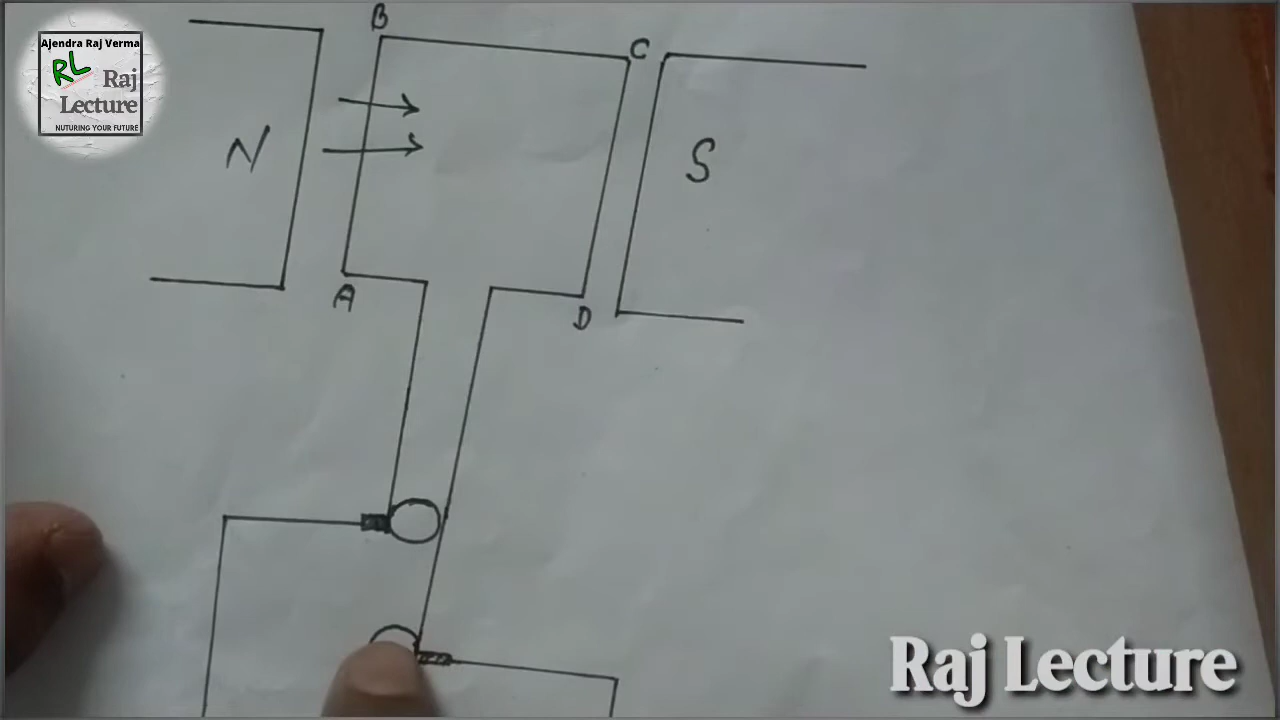 Ajendra Raj Verma
RL
Raj
Lecture
NUTURING YOUR FUTURE
B
C
N
S
A
D
Raj Lecture